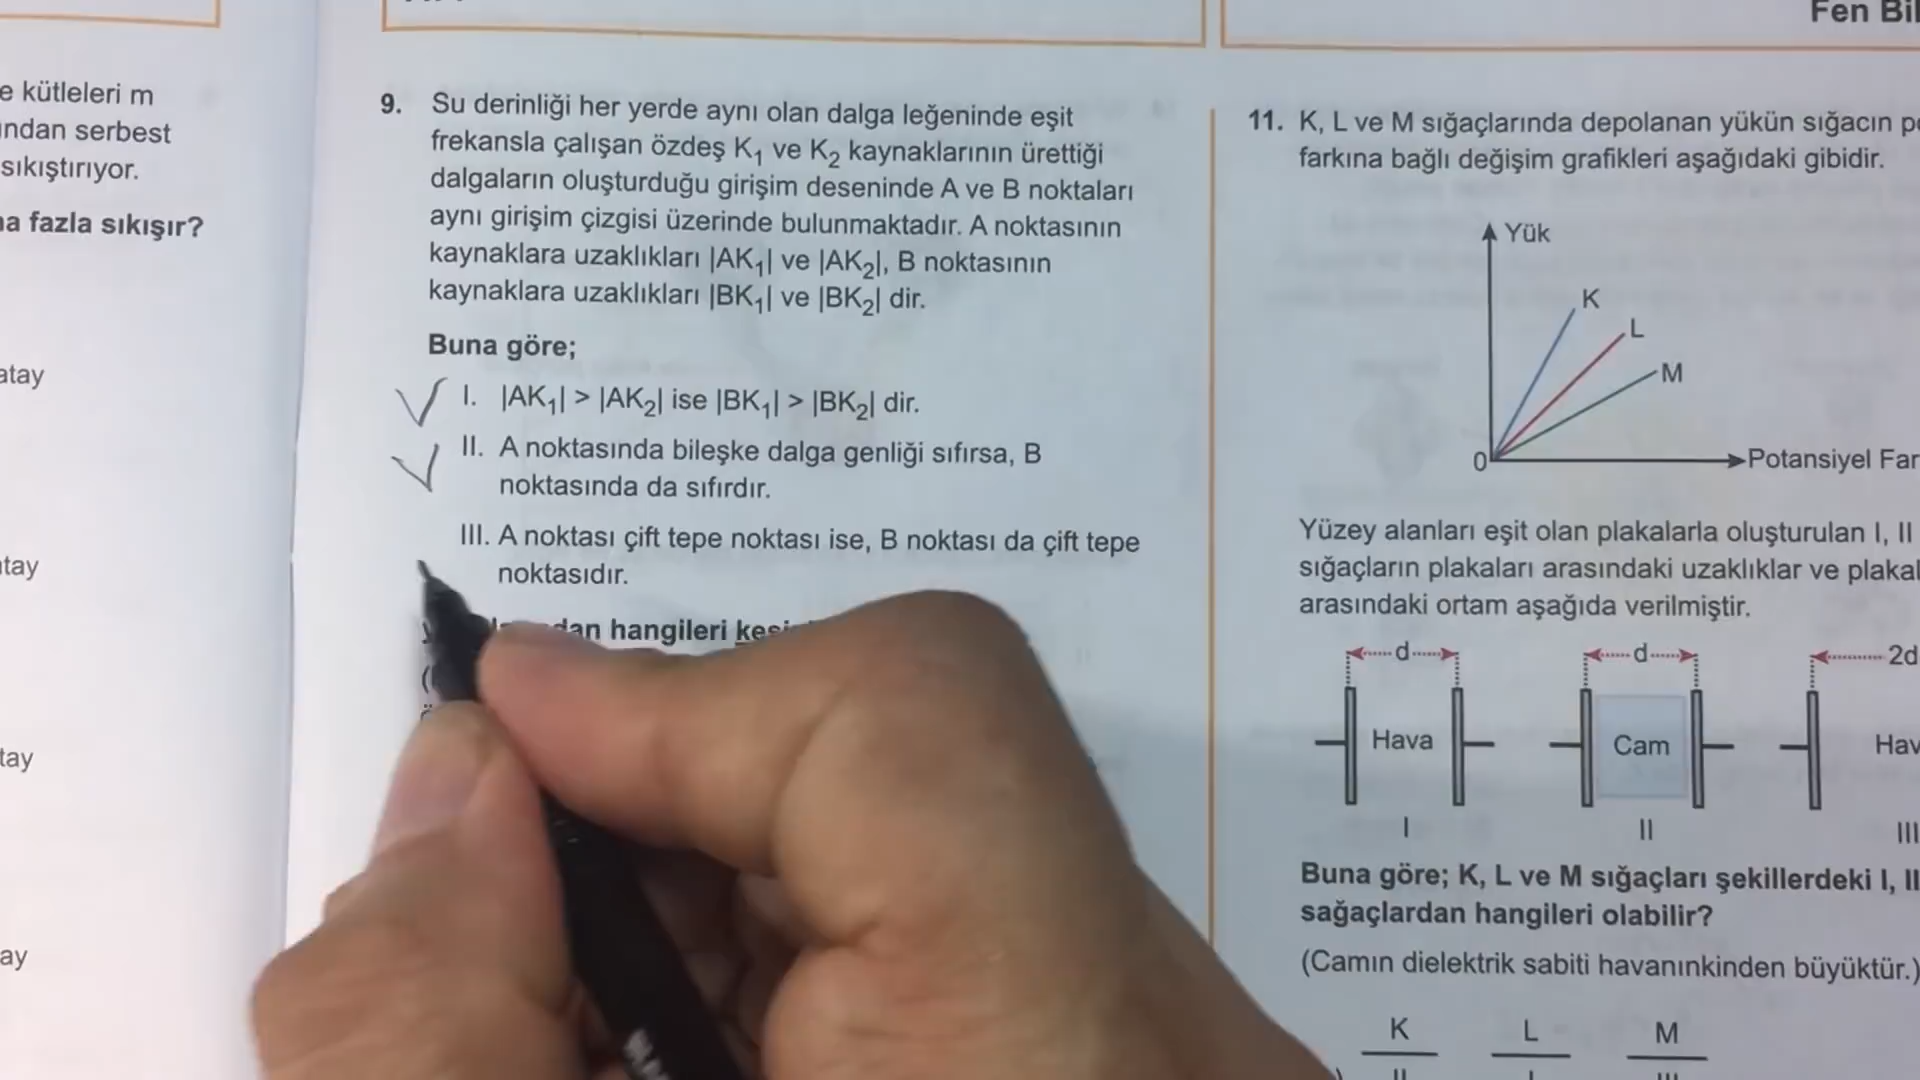 Fen Bil
e kütleleri m
ından serbest
sıkıştırıyor.
a fazla sıkışır?
atay
tay
tay
ay
9. Su derinliği her yerde aynı olan dalga leğeninde eşit
frekansla çalışan özdeş K₁ ve K₂ kaynaklarının ürettiği
dalgaların oluşturduğu girişim deseninde A ve B noktaları
aynı girişim çizgisi üzerinde bulunmaktadır. A noktasının
kaynaklara uzaklıkları |AK₁| ve |AK₂|, B noktasının
kaynaklara uzaklıkları |BK₁| ve |BK₂| dir.
Buna göre;
I. |AK₁| > |AK₂| ise |BK₁| > |BK₂| dir.
II. A noktasında bileşke dalga genliği sıfırsa, B
noktasında da sıfırdır.
III. A noktası çift tepe noktası ise, B noktası da çift tepe
noktasıdır.
hangileri
11. K, L ve M sığaçlarında depolanan yükün sığacın p
farkına bağlı değişim grafikleri aşağıdaki gibidir.
Yük
K
L
M
0
Potansiyel Far
Yüzey alanları eşit olan plakalarla oluşturulan I, II
sığaçların plakaları arasındaki uzaklıklar ve plakal
arasındaki ortam aşağıda verilmiştir.
d d 2d
Hava Cam Hav
I II III
Buna göre; K, L ve M sığaçları şekillerdeki I, II
sağaçlardan hangileri olabilir?
(Camın dielektrik sabiti havanınkinden büyüktür.)
K L M
II I III